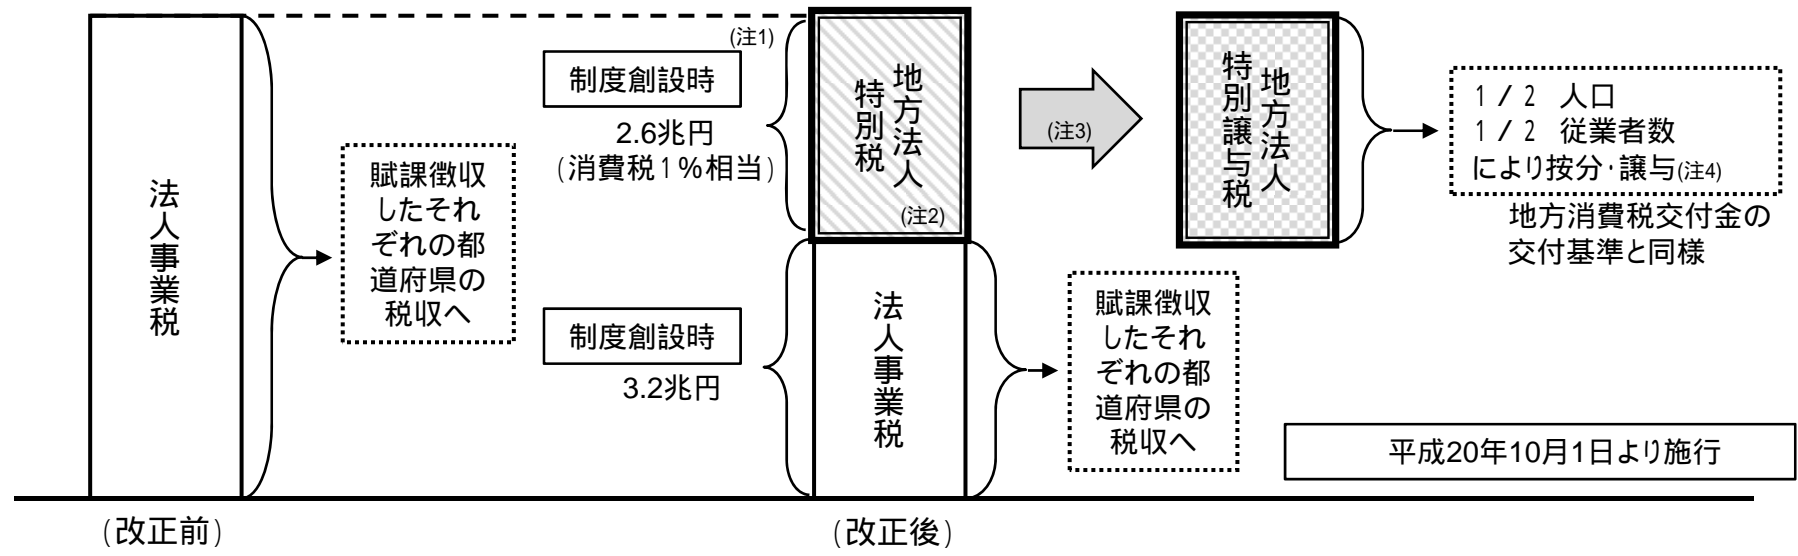 法人事業税
賦課徴収
したそれ
ぞれの都
道府県の
税収へ
(改正前)
(注1)
制度創設時
2.6兆円
(消費税1%相当)
制度創設時
3.2兆円
地方法人
特別税
(注2)
法人事業税
(改正後)
賦課徴収
したそれ
ぞれの都
道府県の
税収へ
(注3)
地方法人
特別譲与税
1/2 人口
1/2 従業者数
により按分・譲与(注4)
地方消費税交付金の
交付基準と同様
平成20年10月1日より施行